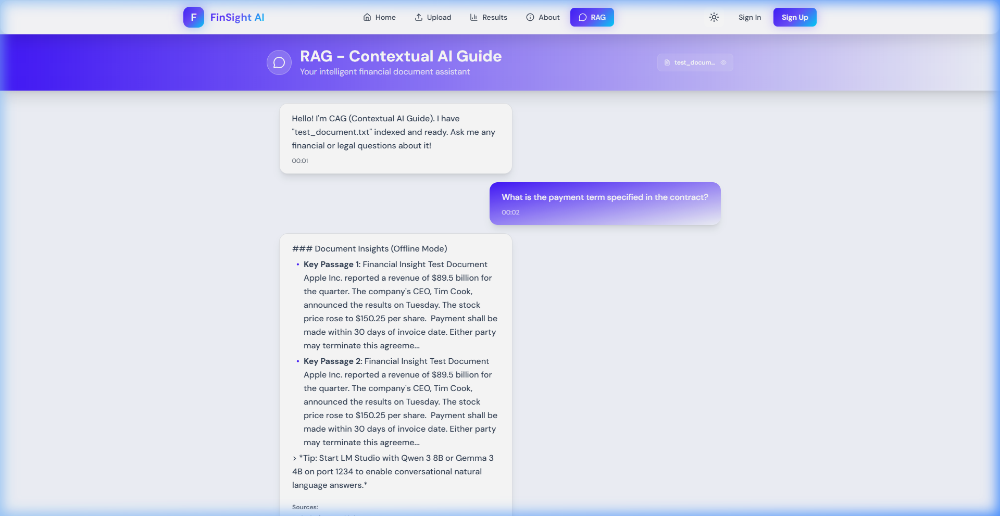 F FinSight AI Home Upload Results About RAG Sign In Sign Up
RAG - Contextual AI Guide
Your intelligent financial document assistant
test_docum...
Hello! I'm CAG (Contextual AI Guide). I have
"test_document.txt" indexed and ready. Ask me any
financial or legal questions about it!
00:01
What is the payment term specified in the contract?
00:02
### Document Insights (Offline Mode)
• Key Passage 1: Financial Insight Test Document
Apple Inc. reported a revenue of $89.5 billion for
the quarter. The company's CEO, Tim Cook,
announced the results on Tuesday. The stock
price rose to $150.25 per share.  Payment shall be
made within 30 days of invoice date. Either party
may terminate this agreeme...
• Key Passage 2: Financial Insight Test Document
Apple Inc. reported a revenue of $89.5 billion for
the quarter. The company's CEO, Tim Cook,
announced the results on Tuesday. The stock
price rose to $150.25 per share.  Payment shall be
made within 30 days of invoice date. Either party
may terminate this agreeme...
> *Tip: Start LM Studio with Qwen 3 8B or Gemma 3
4B on port 1234 to enable conversational natural
language answers.*
Sources: